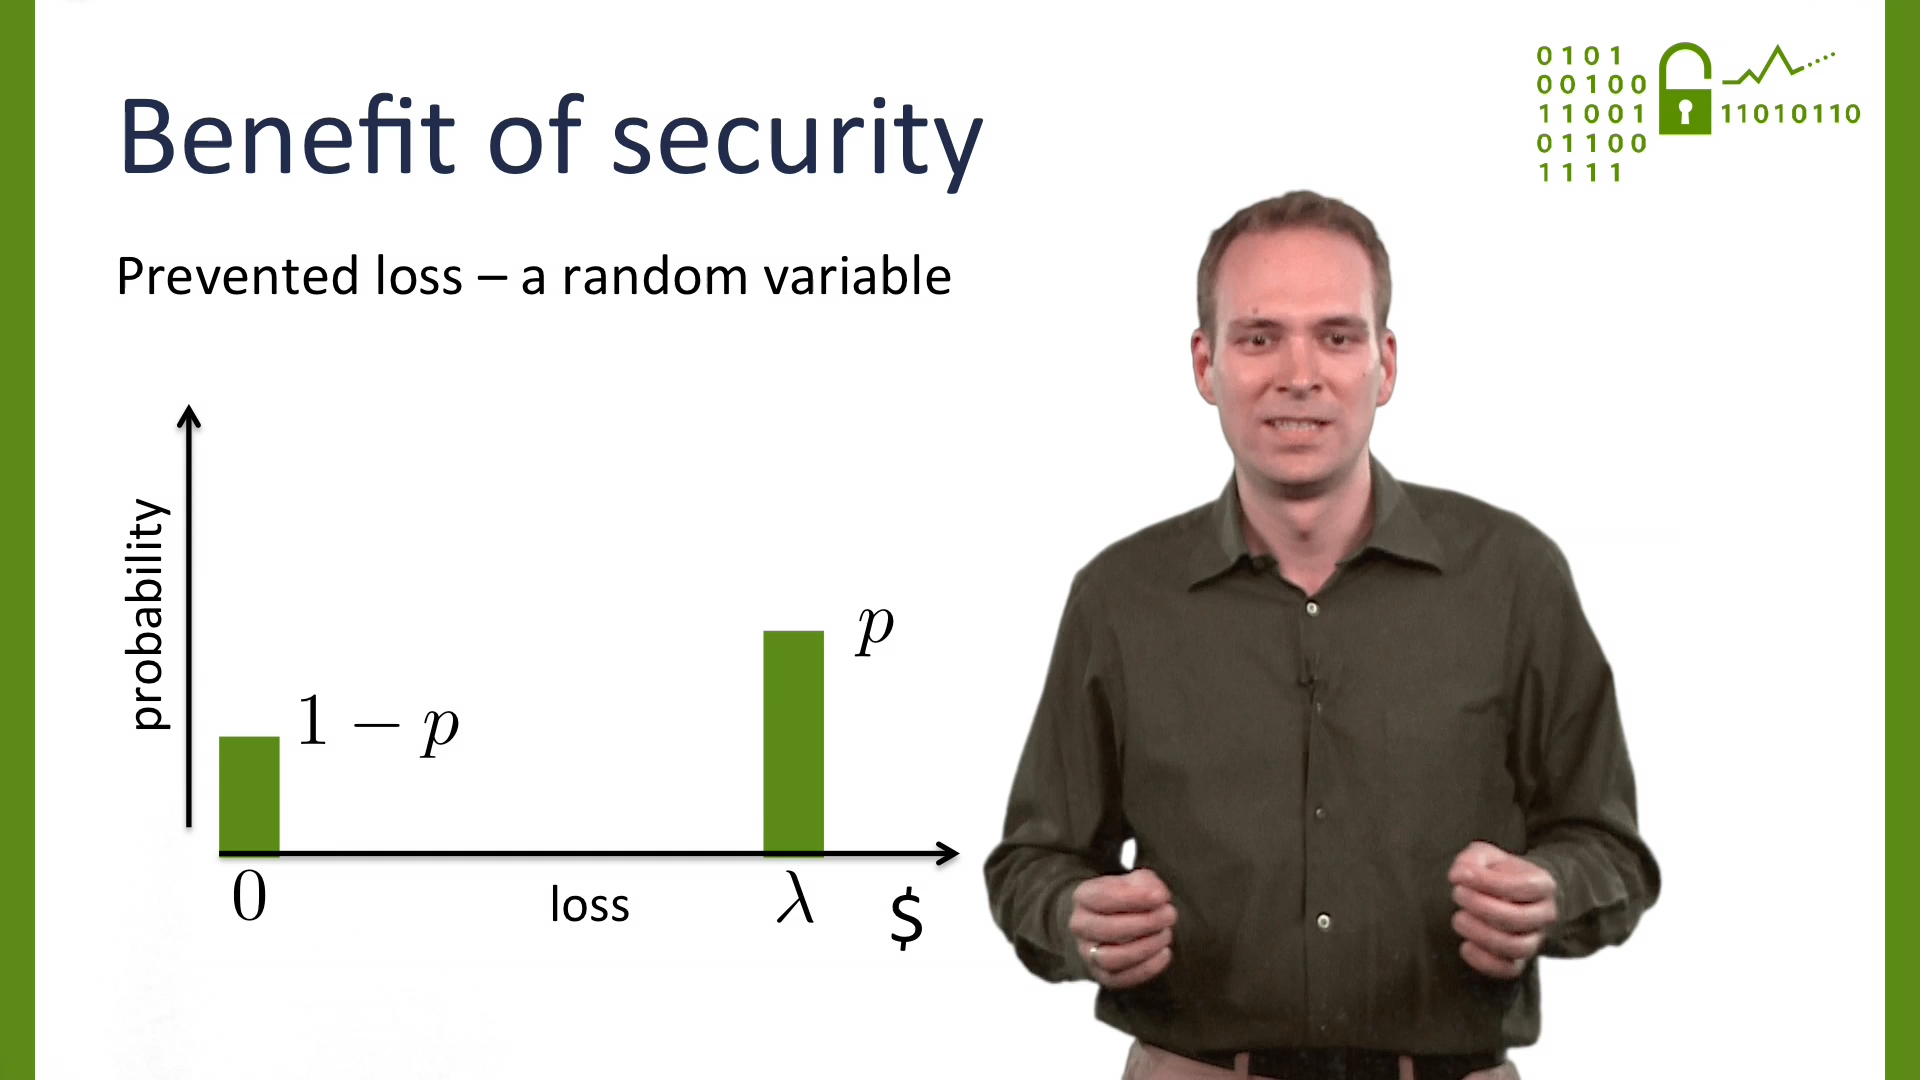 Benefit of security
0101
00100
11001
11010110
01100
1111
Prevented loss – a random variable
probability
1 − p
p
0
loss
λ
$